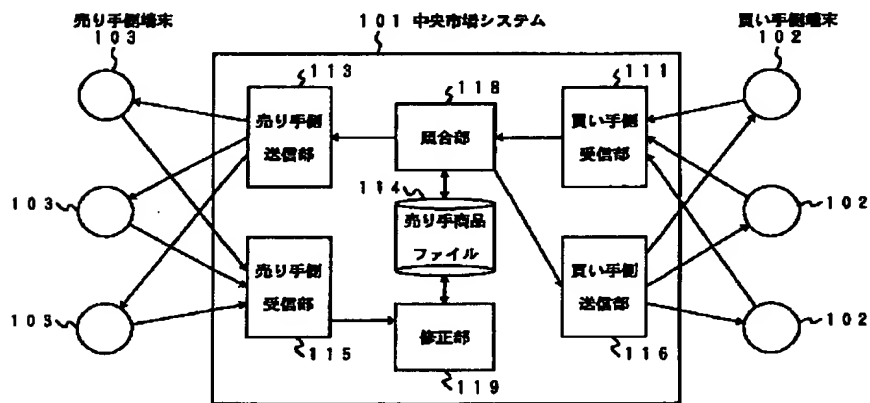 売り手側端末
103
101 中央市場システム
買い手側端末
102
113
118
111
売り手側
送信部
照合部
買い手側
受信部
114
103
売り手商品
ファイル
102
売り手側
受信部
買い手側
送信部
103
修正部
102
115
119
116